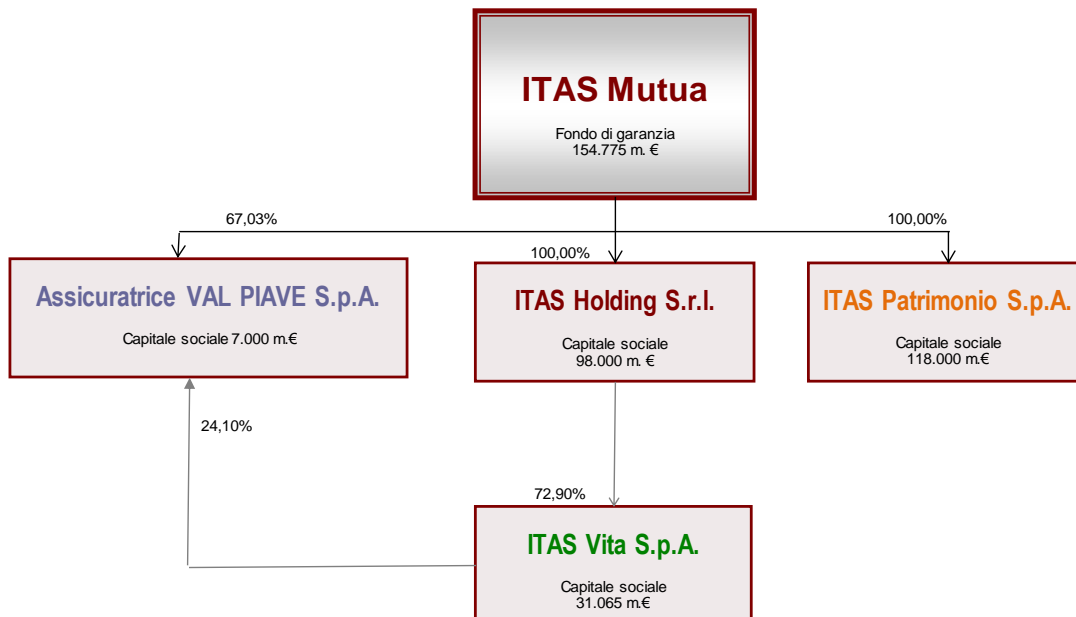 ITAS Mutua
Fondo di garanzia
154.775 m. €
67,03%
100,00%
100,00%
Assicuratrice VAL PIAVE S.p.A.
Capitale sociale 7.000 m.€
ITAS Holding S.r.l.
Capitale sociale
98.000 m. €
ITAS Patrimonio S.p.A.
Capitale sociale
118.000 m.€
24,10%
72,90%
ITAS Vita S.p.A.
Capitale sociale
31.065 m.€